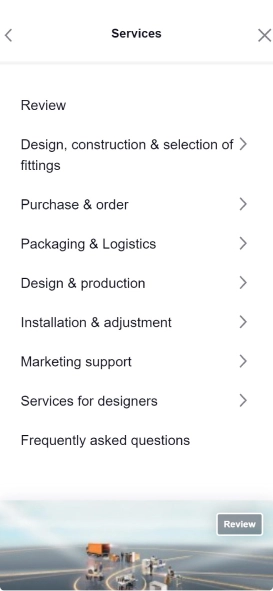 Services
Review
Design, construction & selection of
fittings
Purchase & order
Packaging & Logistics
Design & production
Installation & adjustment
Marketing support
Services for designers
Frequently asked questions
Review